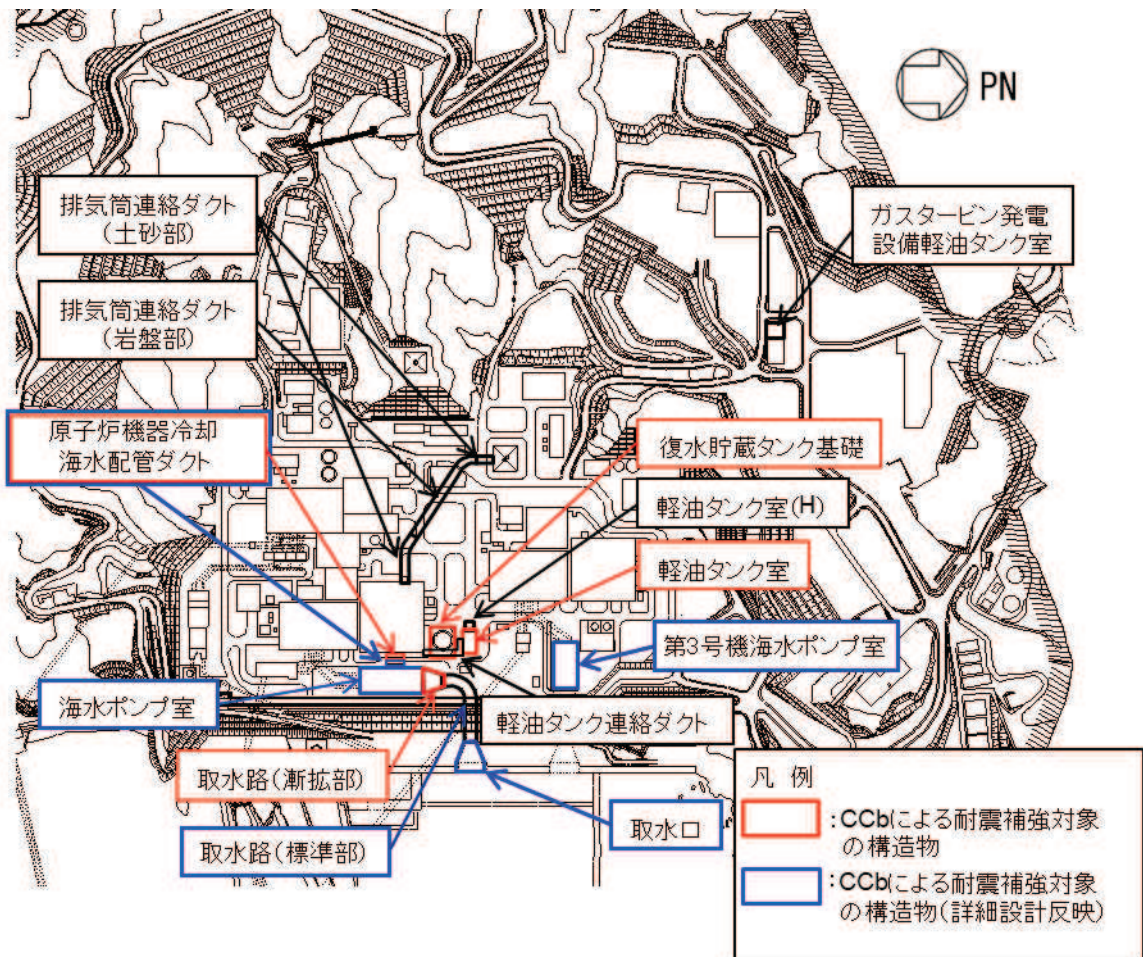 PN
排気筒連絡ダクト
(土砂部)
ガスタービン発電
設備軽油タンク室
排気筒連絡ダクト
(岩盤部)
原子炉機器冷却
海水配管ダクト
復水貯蔵タンク基礎
軽油タンク室(H)
軽油タンク室
第3号機海水ポンプ室
海水ポンプ室
軽油タンク連絡ダクト
取水路(漸拡部)
取水口
取水路(標準部)
凡 例
:CCbによる耐震補強対象
の構造物
:CCbによる耐震補強対象
の構造物(詳細設計反映)